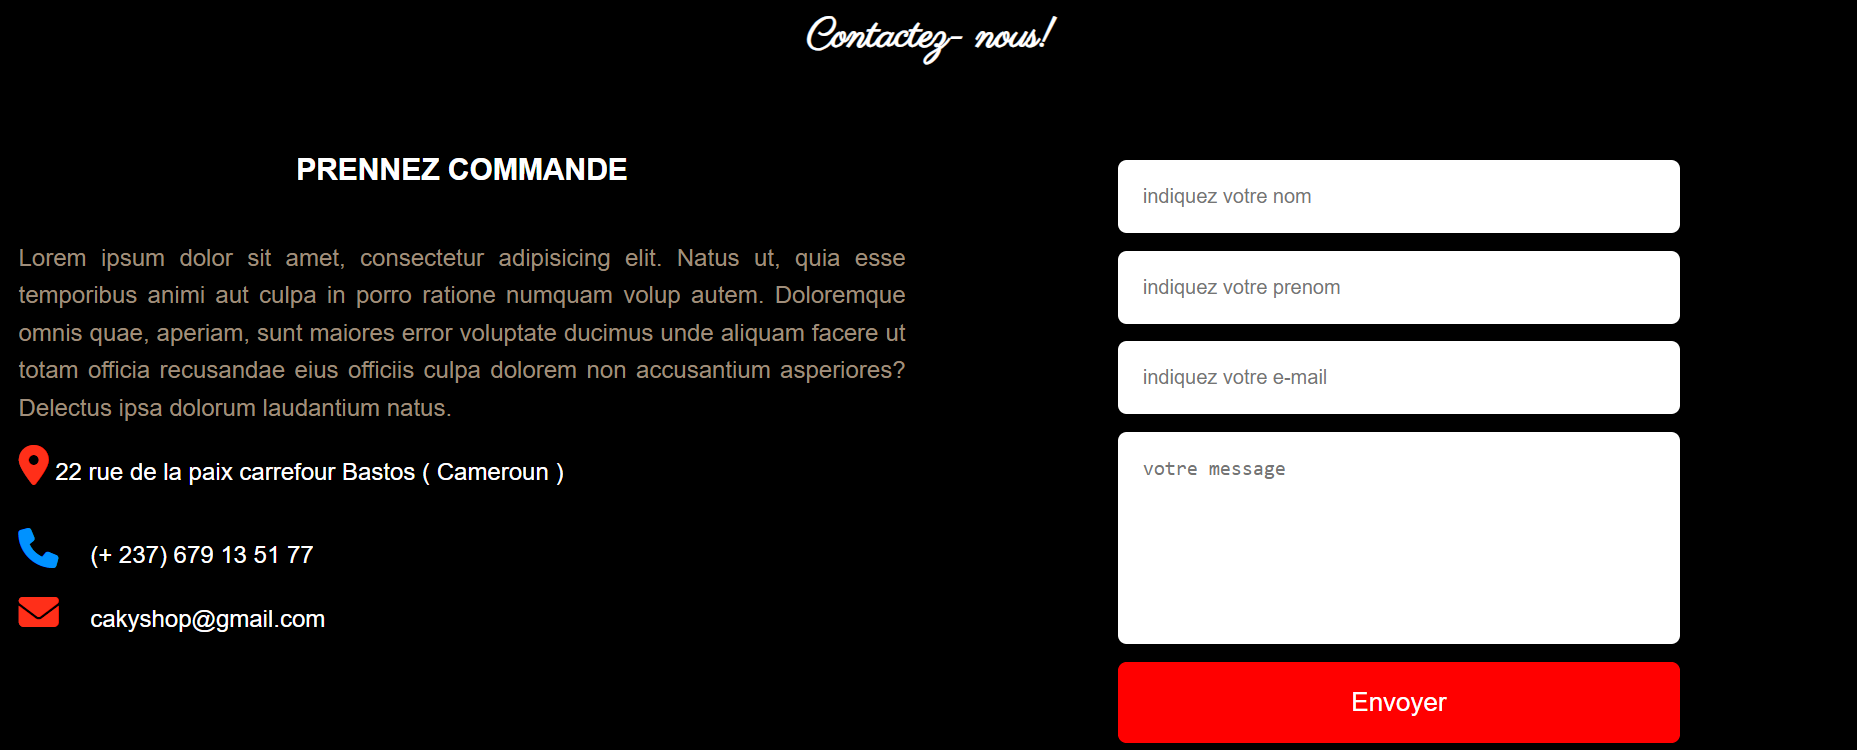 Contactez- nous!
PRENNEZ COMMANDE
Lorem ipsum dolor sit amet, consectetur adipisicing elit. Natus ut, quia esse
temporibus animi aut culpa in porro ratione numquam volup autem. Doloremque
omnis quae, aperiam, sunt maiores error voluptate ducimus unde aliquam facere ut
totam officia recusandae eius officiis culpa dolorem non accusantium asperiores?
Delectus ipsa dolorum laudantium natus.
22 rue de la paix carrefour Bastos ( Cameroun )
(+ 237) 679 13 51 77
cakyshop@gmail.com
indiquez votre nom
indiquez votre prenom
indiquez votre e-mail
votre message
Envoyer